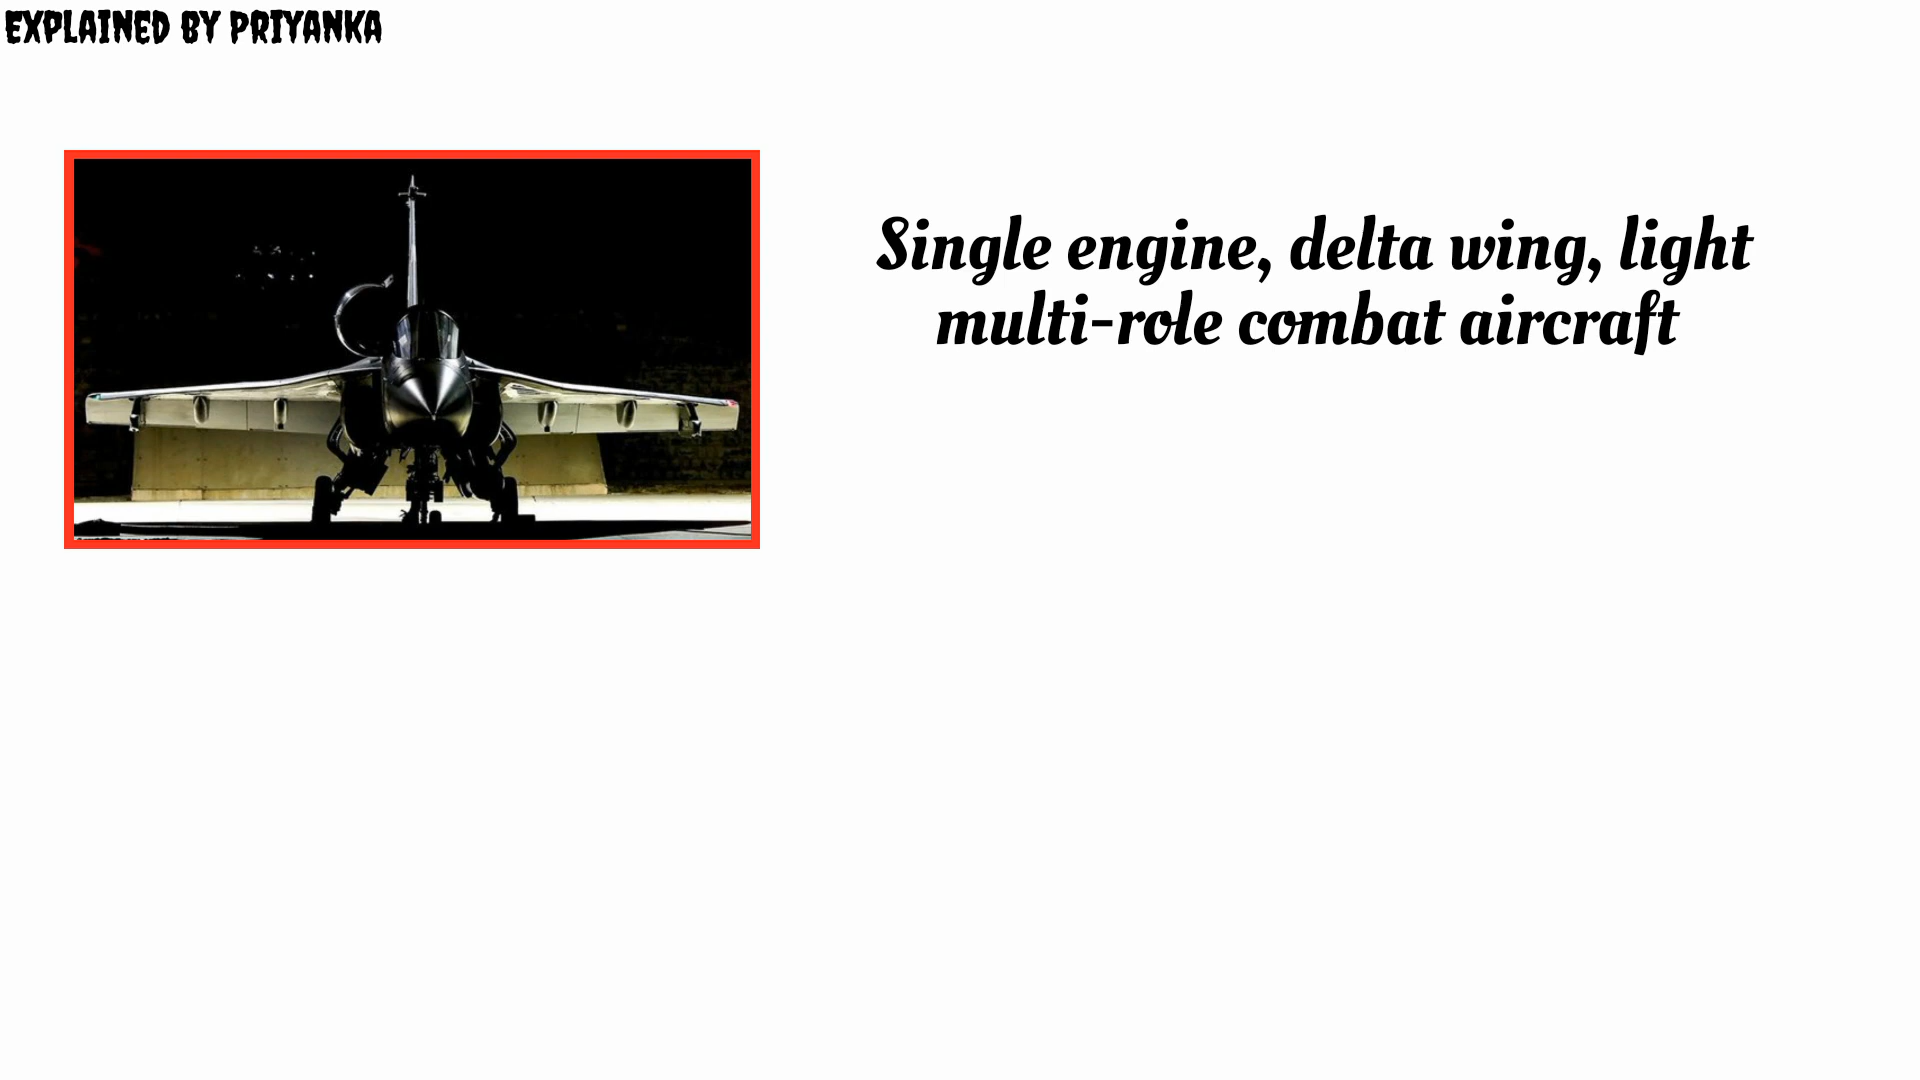 EXPLAINED BY PRIYANKA
Single engine, delta wing, light
multi-role combat aircraft